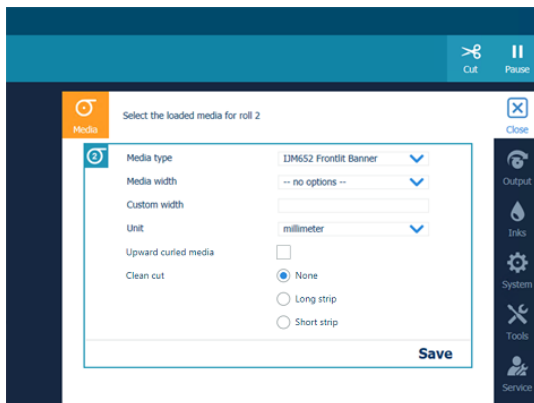 Cut Pause
Media Select the loaded media for roll 2
Close
2 Media type IJM652 Frontlit Banner
Media width -- no options --
Output
Custom width
Unit millimeter
Inks
Upward curled media
Clean cut None
System
Long strip
Short strip
Tools
Save
Service